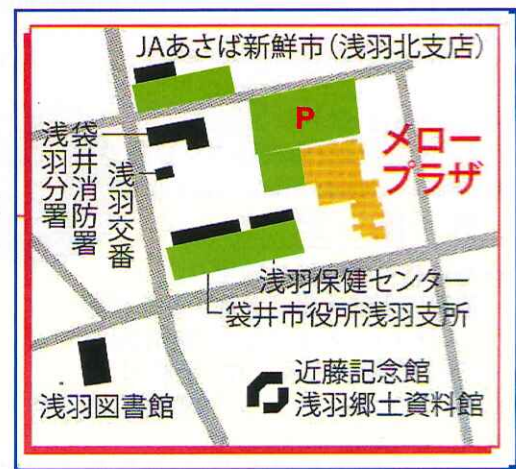 JAあさば新鮮市（浅羽北支店）
P
メロー
プラザ
袋井消防署
浅羽分署
浅羽交番
浅羽保健センター
袋井市役所浅羽支所
浅羽図書館
近藤記念館
浅羽郷土資料館